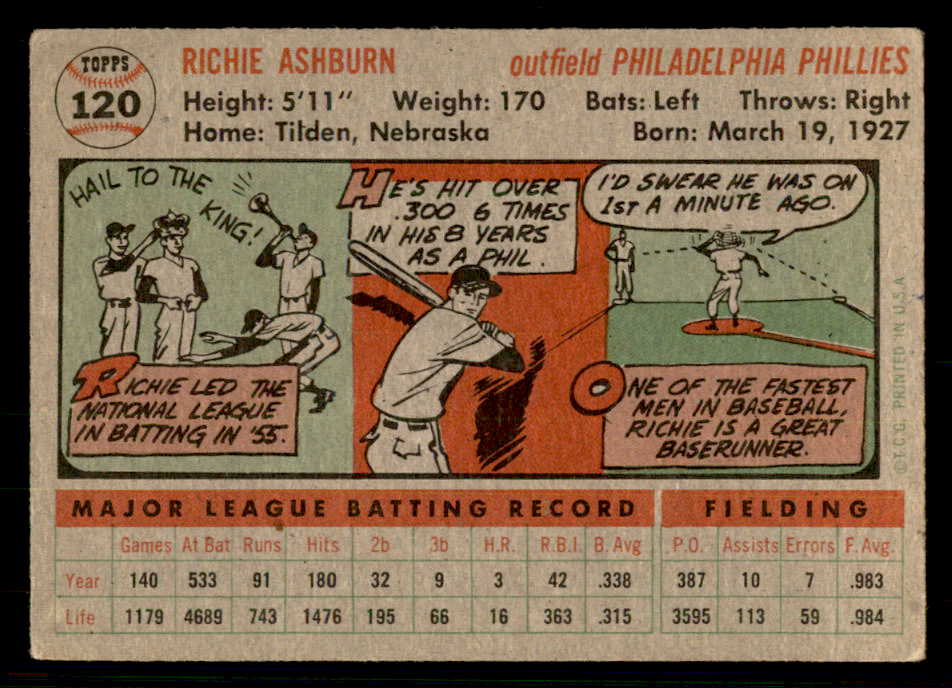 TOPPS
120
RICHIE ASHBURN outfield PHILADELPHIA PHILLIES
Height: 5'11" Weight: 170 Bats: Left Throws: Right
Home: Tilden, Nebraska Born: March 19, 1927
HAIL TO THE
KING!
RICHIE LED THE
NATIONAL LEAGUE
IN BATTING IN '55.
HE'S HIT OVER
.300 6 TIMES
IN HIS 8 YEARS
AS A PHIL.
I'D SWEAR HE WAS ON
1ST A MINUTE AGO.
ONE OF THE FASTEST
MEN IN BASEBALL,
RICHIE IS A GREAT
BASERUNNER.
©T.C.G. PRINTED IN U.S.A
MAJOR LEAGUE BATTING RECORD FIELDING
Games At Bat Runs Hits 2b 3b H.R. R.B.I. B. Avg P.O. Assists Errors F. Avg.
Year 140 533 91 180 32 9 3 42 .338 387 10 7 .983
Life 1179 4689 743 1476 195 66 16 363 .315 3595 113 59 .984